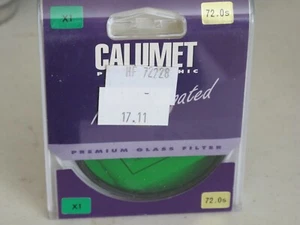 X1
72.0s
CALUMET
HF 72228
17.11
PREMIUM GLASS FILTER
X1
72.0s